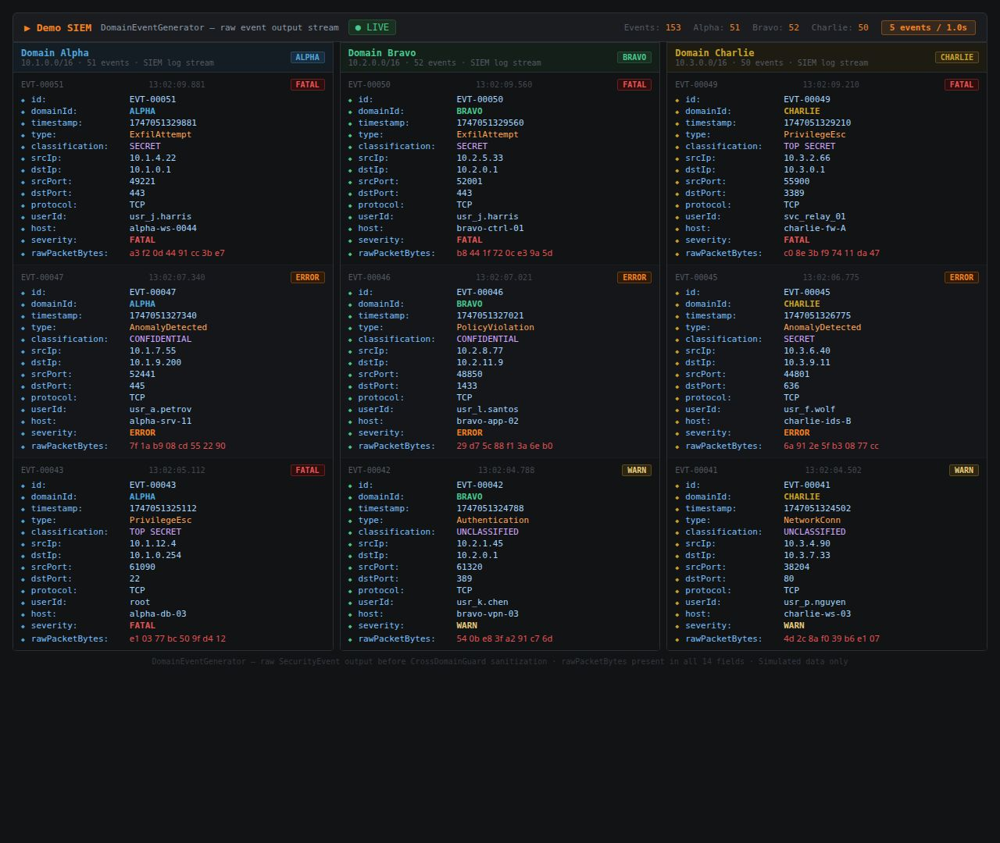 ▶ Demo SIEM DomainEventGenerator — raw event output stream ● LIVE Events: 153 Alpha: 51 Bravo: 52 Charlie: 50 5 events / 1.0s
Domain Alpha
10.1.0.0/16 · 51 events · SIEM log stream
ALPHA
EVT-00051 13:02:09.881 FATAL
◆ id: EVT-00051
◆ domainId: ALPHA
◆ timestamp: 1747051329881
◆ type: ExfilAttempt
◆ classification: SECRET
◆ srcIp: 10.1.4.22
◆ dstIp: 10.1.0.1
◆ srcPort: 49221
◆ dstPort: 443
◆ protocol: TCP
◆ userId: usr_j.harris
◆ host: alpha-ws-0044
◆ severity: FATAL
◆ rawPacketBytes: a3 f2 0d 44 91 cc 3b e7
EVT-00047 13:02:07.340 ERROR
◆ id: EVT-00047
◆ domainId: ALPHA
◆ timestamp: 1747051327340
◆ type: AnomalyDetected
◆ classification: CONFIDENTIAL
◆ srcIp: 10.1.7.55
◆ dstIp: 10.1.9.200
◆ srcPort: 52441
◆ dstPort: 445
◆ protocol: TCP
◆ userId: usr_a.petrov
◆ host: alpha-srv-11
◆ severity: ERROR
◆ rawPacketBytes: 7f 1a b9 08 cd 55 22 90
EVT-00043 13:02:05.112 FATAL
◆ id: EVT-00043
◆ domainId: ALPHA
◆ timestamp: 1747051325112
◆ type: PrivilegeEsc
◆ classification: TOP SECRET
◆ srcIp: 10.1.12.4
◆ dstIp: 10.1.0.254
◆ srcPort: 61090
◆ dstPort: 22
◆ protocol: TCP
◆ userId: root
◆ host: alpha-db-03
◆ severity: FATAL
◆ rawPacketBytes: e1 03 77 bc 50 9f d4 12
Domain Bravo
10.2.0.0/16 · 52 events · SIEM log stream
BRAVO
EVT-00050 13:02:09.560 FATAL
◆ id: EVT-00050
◆ domainId: BRAVO
◆ timestamp: 1747051329560
◆ type: ExfilAttempt
◆ classification: SECRET
◆ srcIp: 10.2.5.33
◆ dstIp: 10.2.0.1
◆ srcPort: 52001
◆ dstPort: 443
◆ protocol: TCP
◆ userId: usr_j.harris
◆ host: bravo-ctrl-01
◆ severity: FATAL
◆ rawPacketBytes: b8 44 1f 72 0c e3 9a 5d
EVT-00046 13:02:07.021 ERROR
◆ id: EVT-00046
◆ domainId: BRAVO
◆ timestamp: 1747051327021
◆ type: PolicyViolation
◆ classification: CONFIDENTIAL
◆ srcIp: 10.2.8.77
◆ dstIp: 10.2.11.9
◆ srcPort: 48850
◆ dstPort: 1433
◆ protocol: TCP
◆ userId: usr_l.santos
◆ host: bravo-app-02
◆ severity: ERROR
◆ rawPacketBytes: 29 d7 5c 88 f1 3a 6e b0
EVT-00042 13:02:04.788 WARN
◆ id: EVT-00042
◆ domainId: BRAVO
◆ timestamp: 1747051324788
◆ type: Authentication
◆ classification: UNCLASSIFIED
◆ srcIp: 10.2.1.45
◆ dstIp: 10.2.0.1
◆ srcPort: 61320
◆ dstPort: 389
◆ protocol: TCP
◆ userId: usr_k.chen
◆ host: bravo-vpn-03
◆ severity: WARN
◆ rawPacketBytes: 54 0b e8 3f a2 91 c7 6d
Domain Charlie
10.3.0.0/16 · 50 events · SIEM log stream
CHARLIE
EVT-00049 13:02:09.210 FATAL
◆ id: EVT-00049
◆ domainId: CHARLIE
◆ timestamp: 1747051329210
◆ type: PrivilegeEsc
◆ classification: TOP SECRET
◆ srcIp: 10.3.2.66
◆ dstIp: 10.3.0.1
◆ srcPort: 55900
◆ dstPort: 3389
◆ protocol: TCP
◆ userId: svc_relay_01
◆ host: charlie-fw-A
◆ severity: FATAL
◆ rawPacketBytes: c0 8e 3b f9 74 11 da 47
EVT-00045 13:02:06.775 ERROR
◆ id: EVT-00045
◆ domainId: CHARLIE
◆ timestamp: 1747051326775
◆ type: AnomalyDetected
◆ classification: SECRET
◆ srcIp: 10.3.6.40
◆ dstIp: 10.3.9.11
◆ srcPort: 44801
◆ dstPort: 636
◆ protocol: TCP
◆ userId: usr_f.wolf
◆ host: charlie-ids-B
◆ severity: ERROR
◆ rawPacketBytes: 6a 91 2e 5f b3 08 77 cc
EVT-00041 13:02:04.502 WARN
◆ id: EVT-00041
◆ domainId: CHARLIE
◆ timestamp: 1747051324502
◆ type: NetworkConn
◆ classification: UNCLASSIFIED
◆ srcIp: 10.3.4.90
◆ dstIp: 10.3.7.33
◆ srcPort: 38204
◆ dstPort: 80
◆ protocol: TCP
◆ userId: usr_p.nguyen
◆ host: charlie-ws-03
◆ severity: WARN
◆ rawPacketBytes: 4d 2c 8a f0 39 b6 e1 07
DomainEventGenerator — raw SecurityEvent output before CrossDomainGuard sanitization · rawPacketBytes present in all 14 fields · Simulated data only